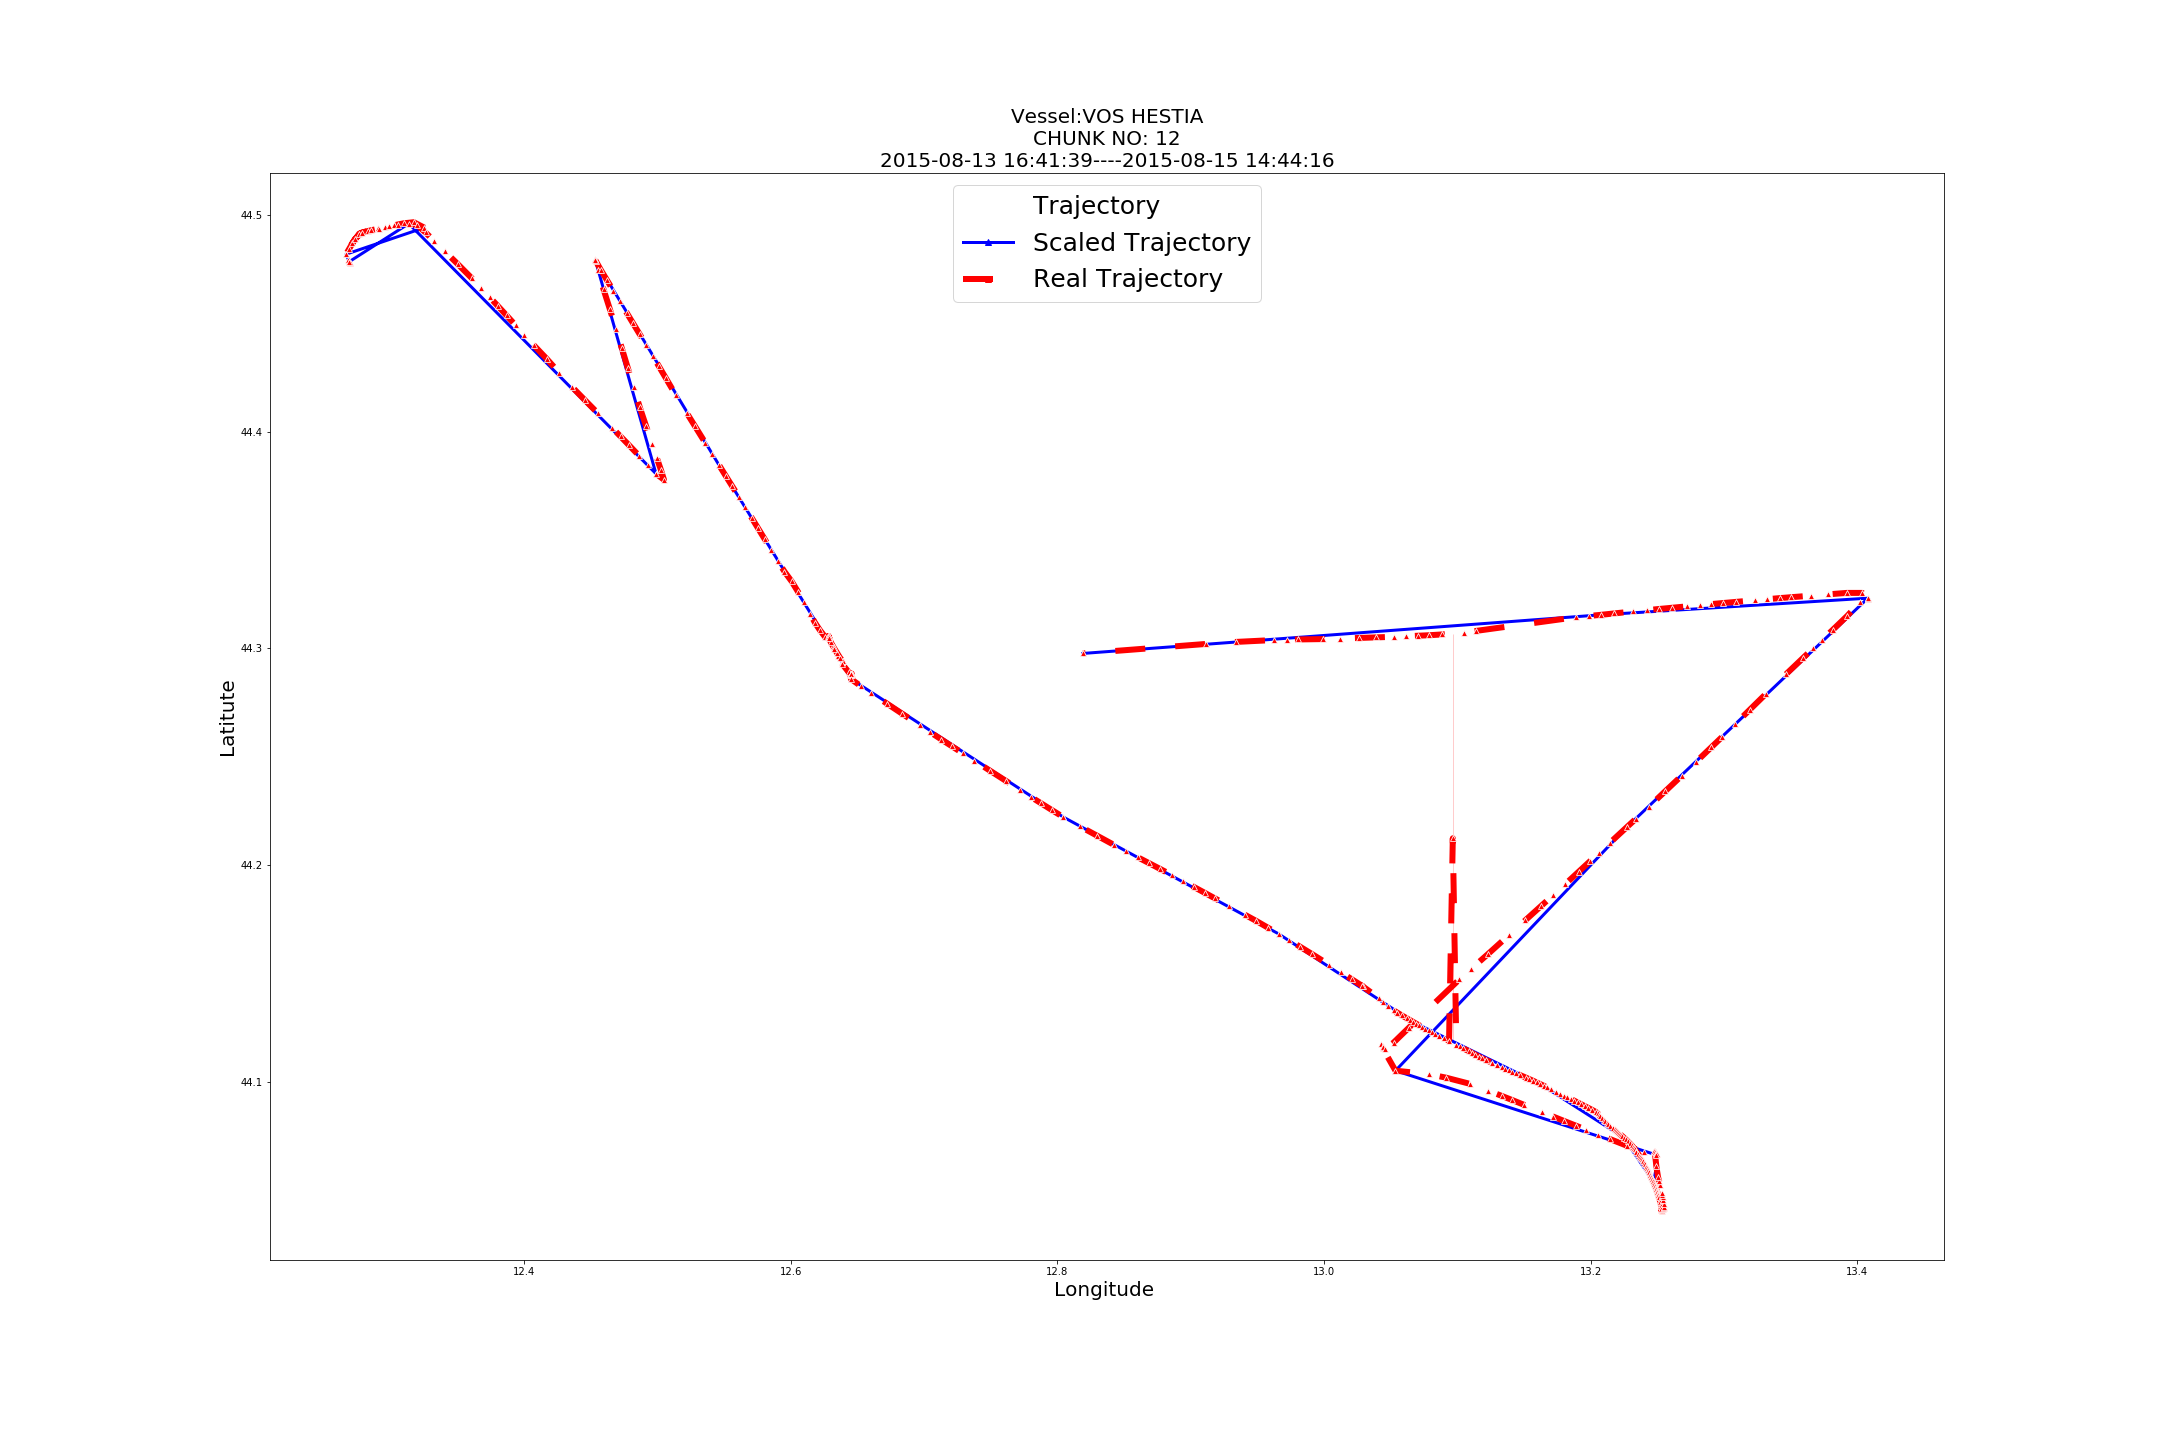 Vessel:VOS HESTIA
CHUNK NO: 12
2015-08-13 16:41:39----2015-08-15 14:44:16
Trajectory
Scaled Trajectory
Real Trajectory
44.5
44.4
44.3
44.2
44.1
Latitute
12.4 12.6 12.8 13.0 13.2 13.4
Longitude